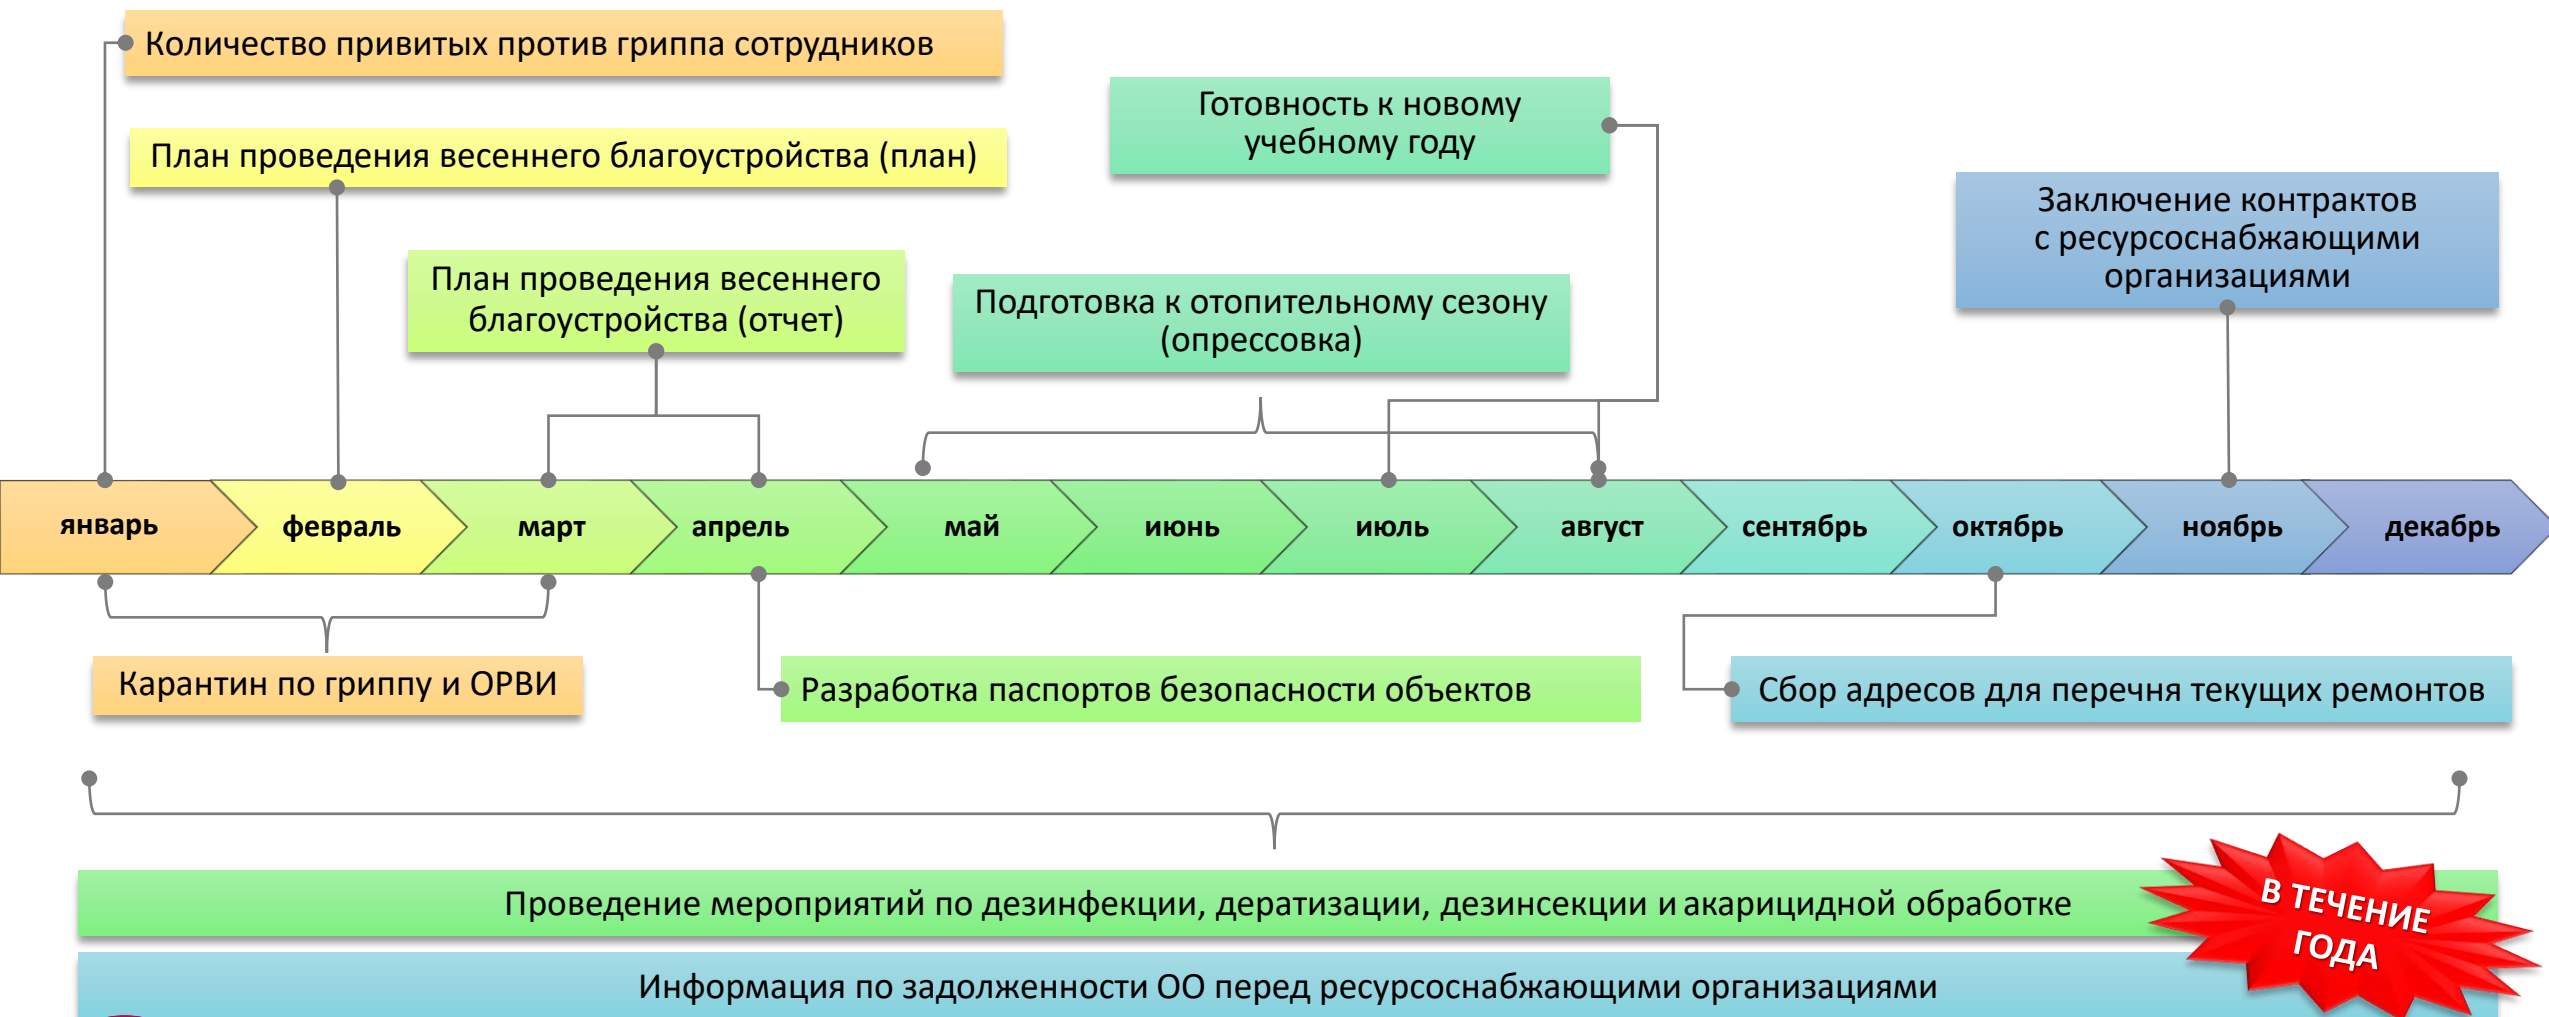 Количество привитых против гриппа сотрудников
План проведения весеннего благоустройства (план)
Готовность к новому
учебному году
План проведения весеннего
благоустройства (отчет)
Подготовка к отопительному сезону
(опрессовка)
Заключение контрактов
с ресурсоснабжающими
организациями
январь
февраль
март
апрель
май
июнь
июль
август
сентябрь
октябрь
ноябрь
декабрь
Карантин по гриппу и ОРВИ
Разработка паспортов безопасности объектов
Сбор адресов для перечня текущих ремонтов
Проведение мероприятий по дезинфекции, дератизации, дезинсекции и акарицидной обработке
В ТЕЧЕНИЕ
ГОДА
Информация по задолженности ОО перед ресурсоснабжающими организациями